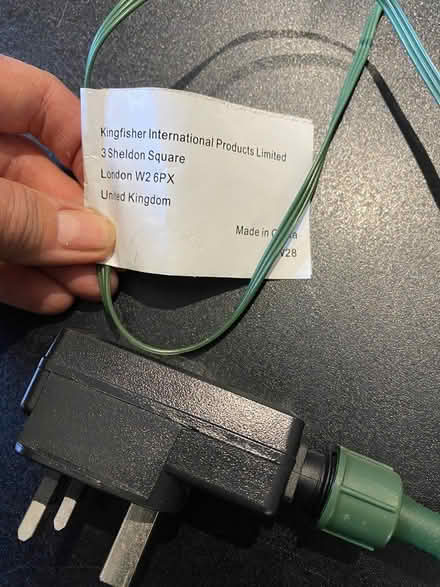 Kingfisher International Products Limited
3 Sheldon Square
London W2 6PX
United Kingdom
Made in